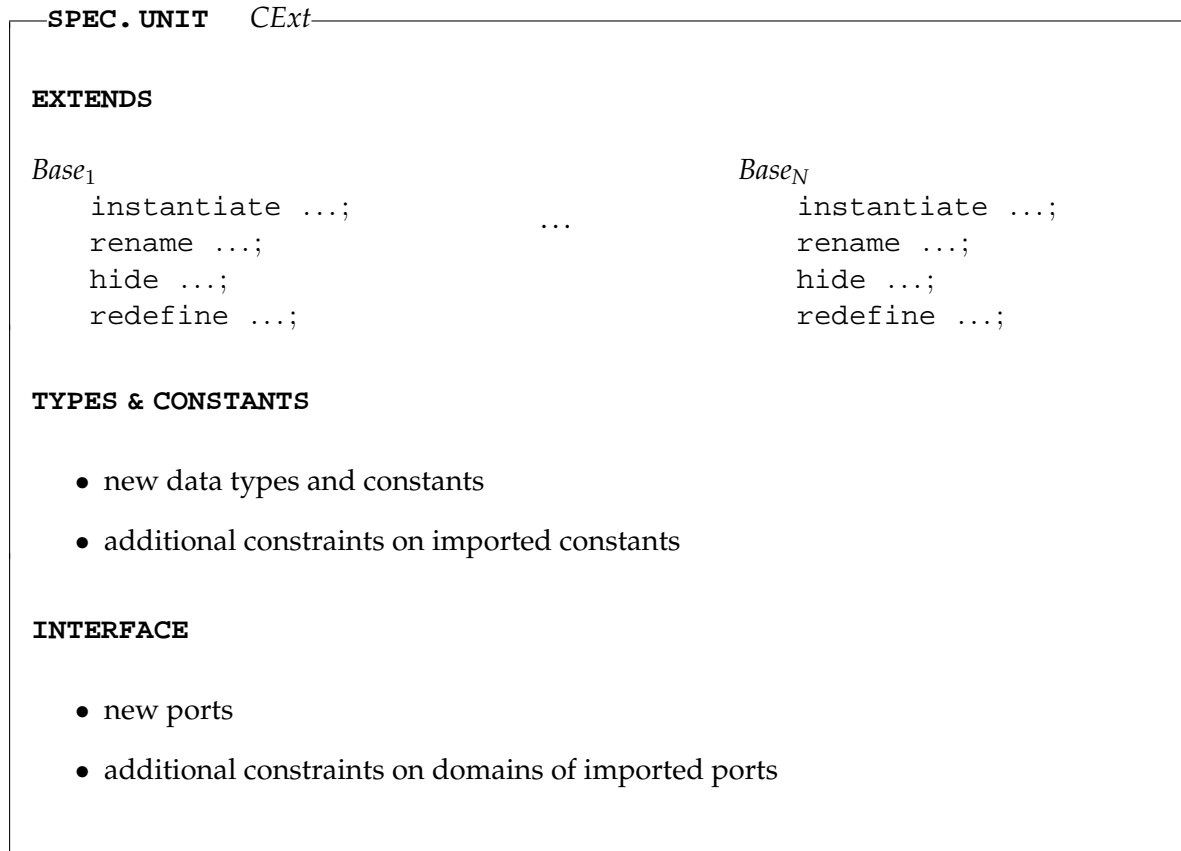 SPEC.UNIT CExt
EXTENDS
Base₁ Base_N
instantiate ...; ... instantiate ...;
rename ...; rename ...;
hide ...; hide ...;
redefine ...; redefine ...;
TYPES & CONSTANTS
• new data types and constants
• additional constraints on imported constants
INTERFACE
• new ports
• additional constraints on domains of imported ports